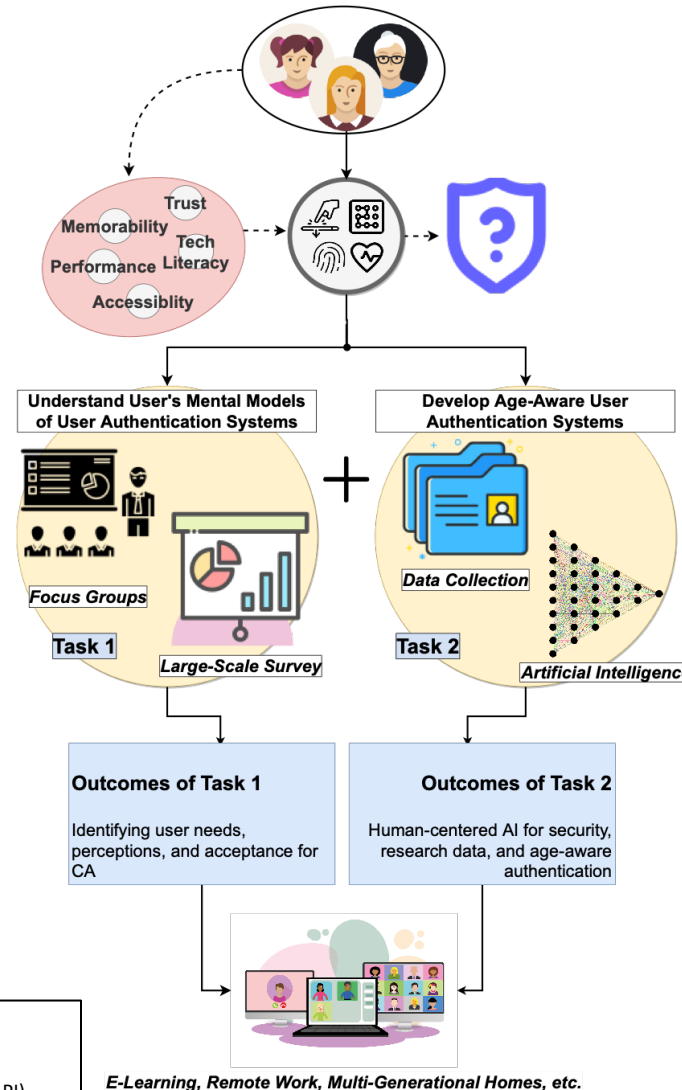 Trust
Memorability
Tech
Literacy
Performance
Accessiblity
Understand User's Mental Models
of User Authentication Systems
Develop Age-Aware User
Authentication Systems
Focus Groups
Data Collection
Task 1
Task 2
Large-Scale Survey
Artificial Intelligenc
Outcomes of Task 1
Identifying user needs,
perceptions, and acceptance for
CA
Outcomes of Task 2
Human-centered AI for security,
research data, and age-aware
authentication
E-Learning, Remote Work, Multi-Generational Homes, etc.